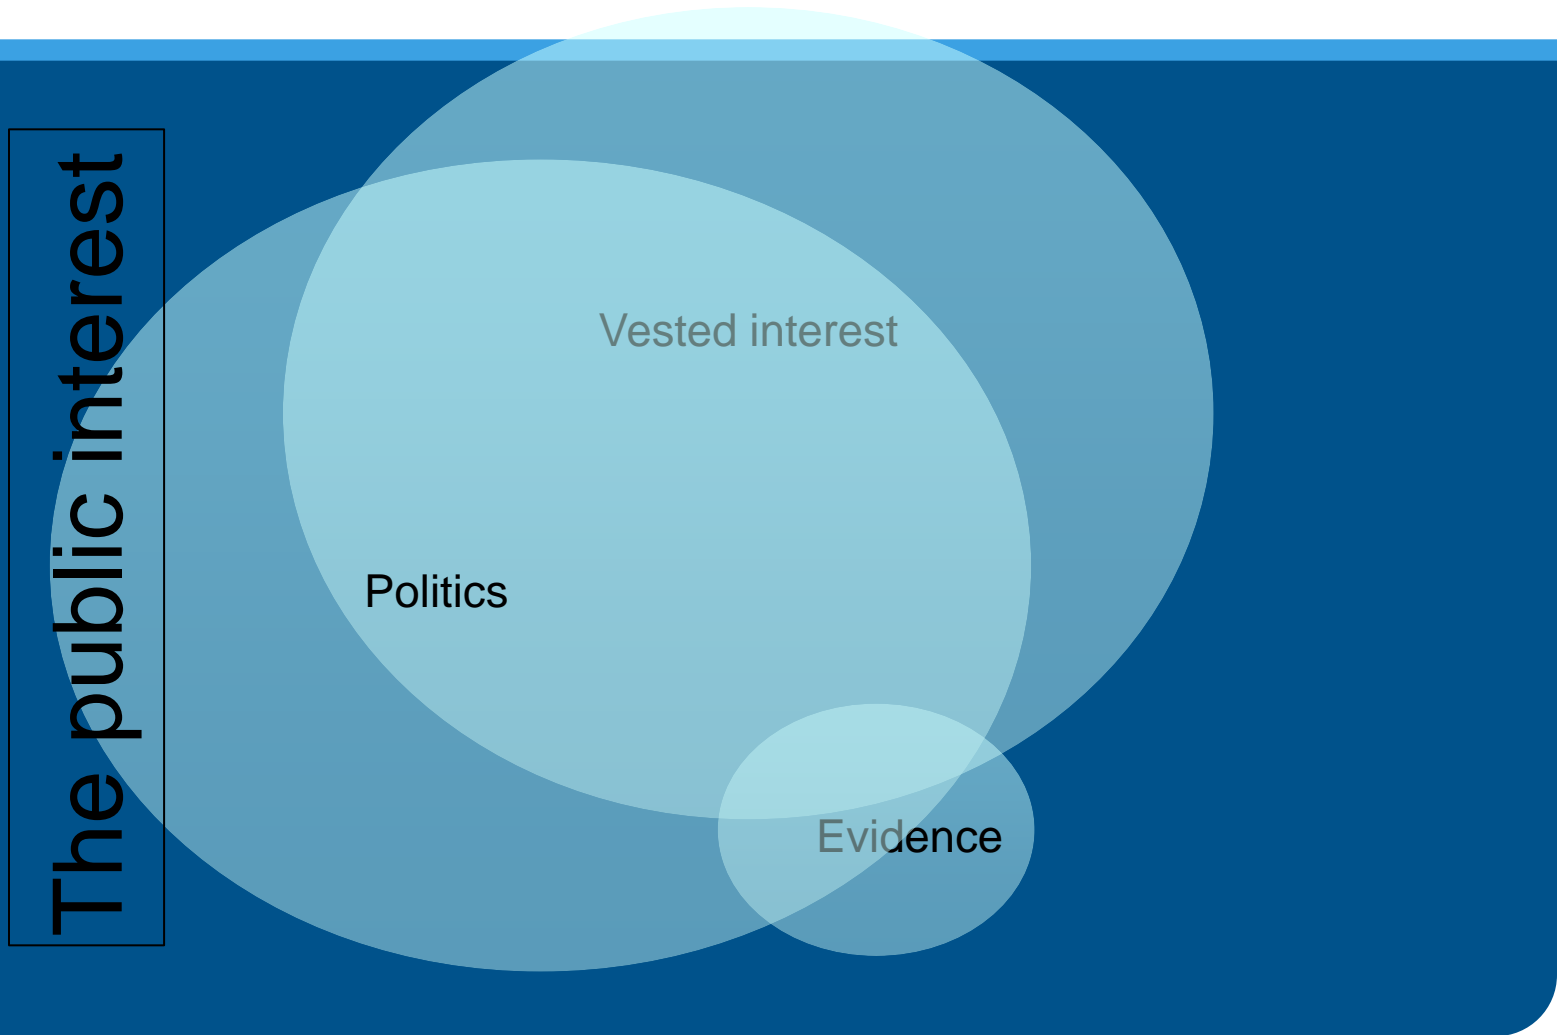 The public interest
Vested interest
Politics
Evidence